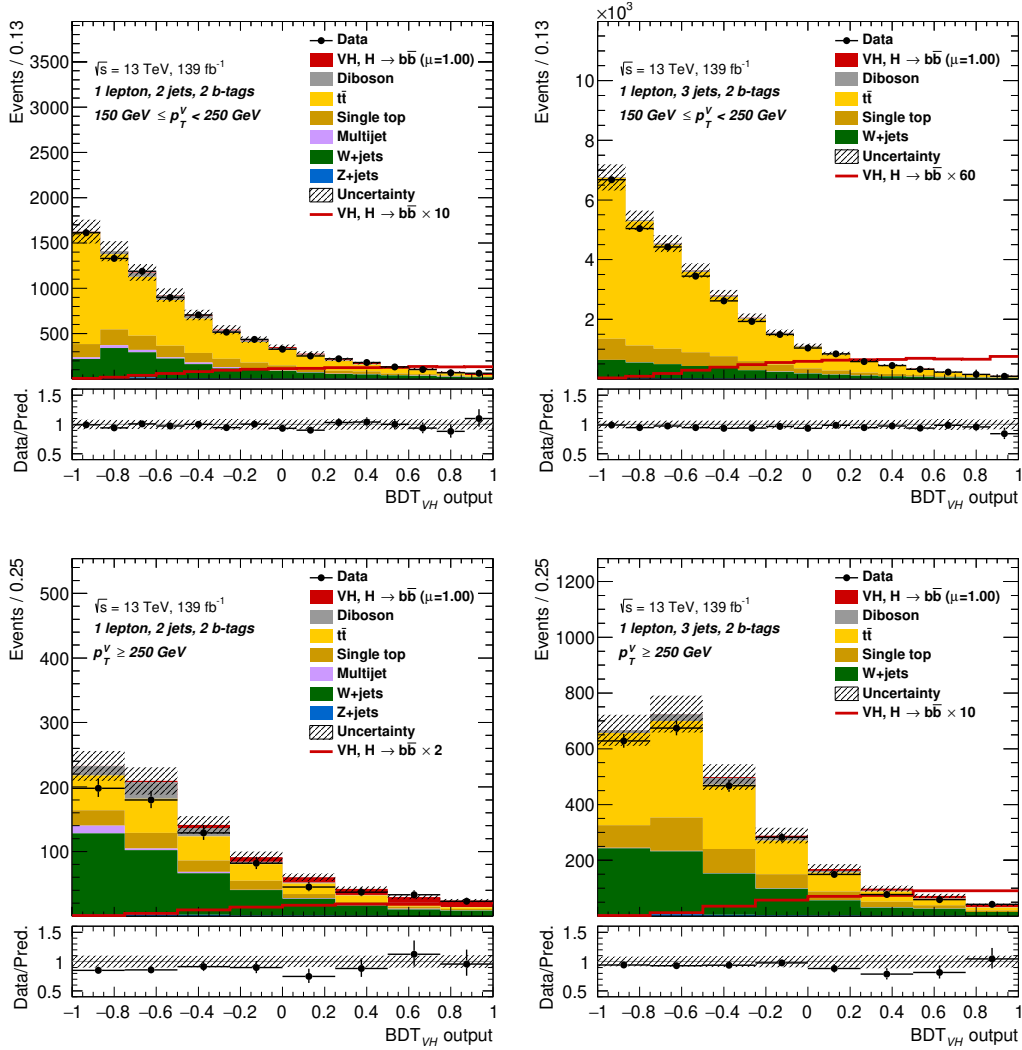 Events / 0.13
3500
3000
2500
2000
1500
1000
500
√s = 13 TeV, 139 fb⁻¹
1 lepton, 2 jets, 2 b-tags
150 GeV ≤ p_T^V < 250 GeV
Data
VH, H → bb̄ (μ=1.00)
Diboson
tt̄
Single top
Multijet
W+jets
Z+jets
Uncertainty
VH, H → bb̄ × 10
Data/Pred.
1.5
1
0.5
−1 −0.8 −0.6 −0.4 −0.2 0 0.2 0.4 0.6 0.8 1
BDT_VH output
×10³
Events / 0.13
10
8
6
4
2
√s = 13 TeV, 139 fb⁻¹
1 lepton, 3 jets, 2 b-tags
150 GeV ≤ p_T^V < 250 GeV
Data
VH, H → bb̄ (μ=1.00)
Diboson
tt̄
Single top
W+jets
Uncertainty
VH, H → bb̄ × 60
Data/Pred.
1.5
1
0.5
−1 −0.8 −0.6 −0.4 −0.2 0 0.2 0.4 0.6 0.8 1
BDT_VH output
Events / 0.25
500
400
300
200
100
√s = 13 TeV, 139 fb⁻¹
1 lepton, 2 jets, 2 b-tags
p_T^V ≥ 250 GeV
Data
VH, H → bb̄ (μ=1.00)
Diboson
tt̄
Single top
Multijet
W+jets
Z+jets
Uncertainty
VH, H → bb̄ × 2
Data/Pred.
1.5
1
0.5
−1 −0.8 −0.6 −0.4 −0.2 0 0.2 0.4 0.6 0.8 1
BDT_VH output
Events / 0.25
1200
1000
800
600
400
200
√s = 13 TeV, 139 fb⁻¹
1 lepton, 3 jets, 2 b-tags
p_T^V ≥ 250 GeV
Data
VH, H → bb̄ (μ=1.00)
Diboson
tt̄
Single top
W+jets
Uncertainty
VH, H → bb̄ × 10
Data/Pred.
1.5
1
0.5
−1 −0.8 −0.6 −0.4 −0.2 0 0.2 0.4 0.6 0.8 1
BDT_VH output